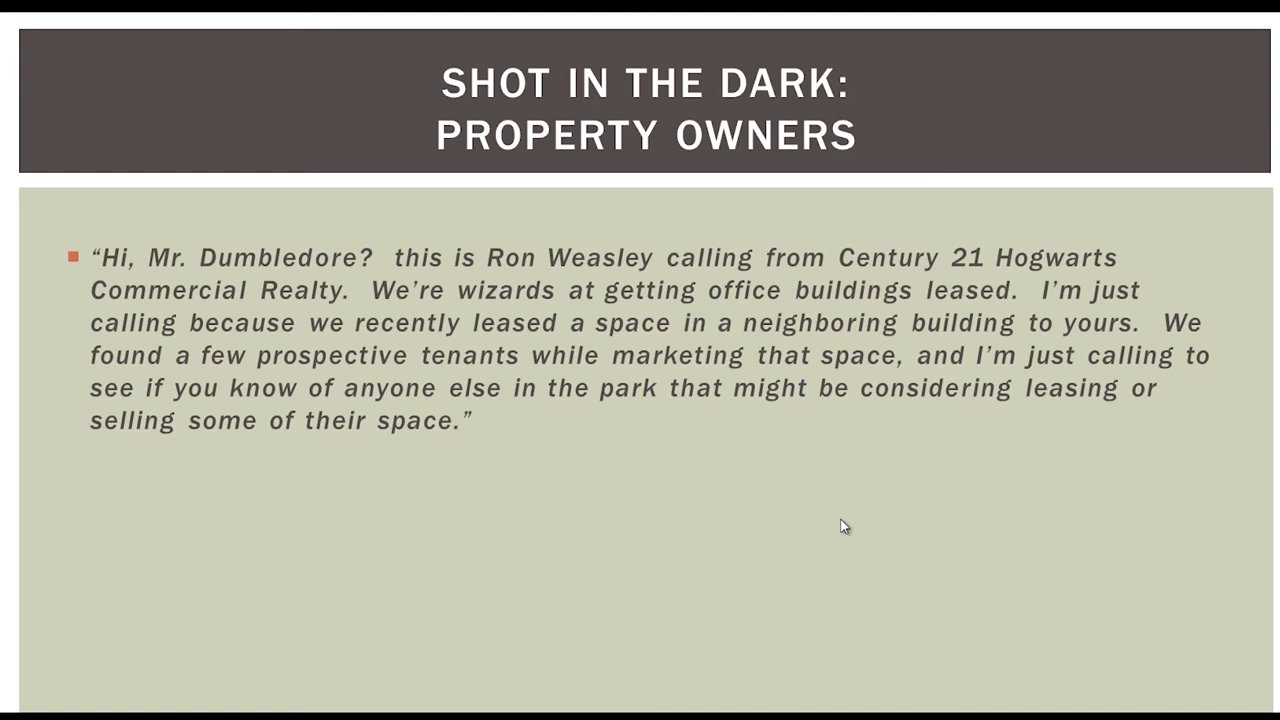 SHOT IN THE DARK:
PROPERTY OWNERS
“Hi, Mr. Dumbledore?  this is Ron Weasley calling from Century 21 Hogwarts
Commercial Realty.  We’re wizards at getting office buildings leased.  I’m just
calling because we recently leased a space in a neighboring building to yours.  We
found a few prospective tenants while marketing that space, and I’m just calling to
see if you know of anyone else in the park that might be considering leasing or
selling some of their space.”